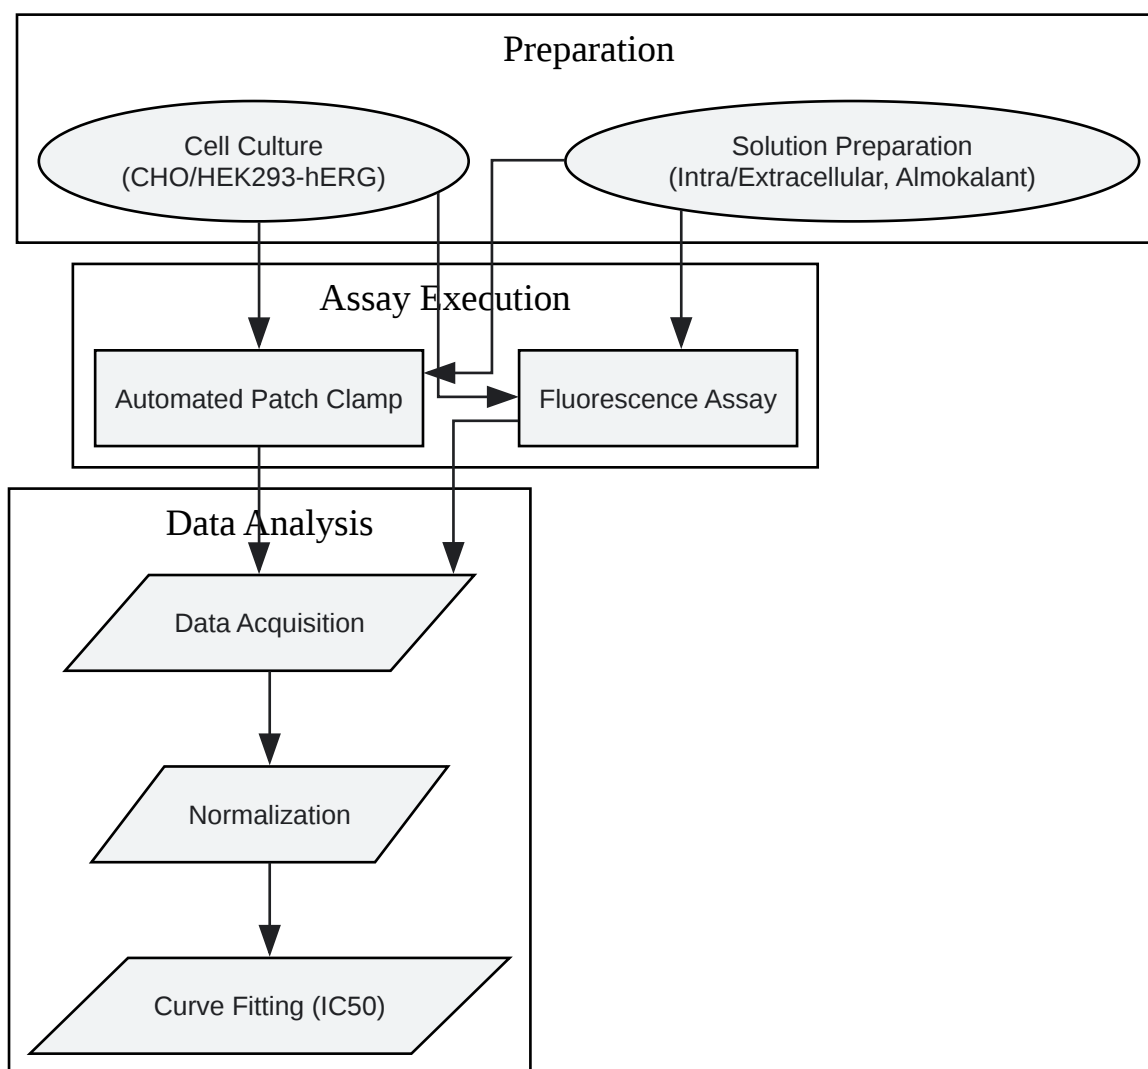 Preparation
Cell Culture
(CHO/HEK293-hERG)
Solution Preparation
(Intra/Extracellular, Almokalant)
Assay Execution
Automated Patch Clamp
Fluorescence Assay
Data Analysis
Data Acquisition
Normalization
Curve Fitting (IC50)